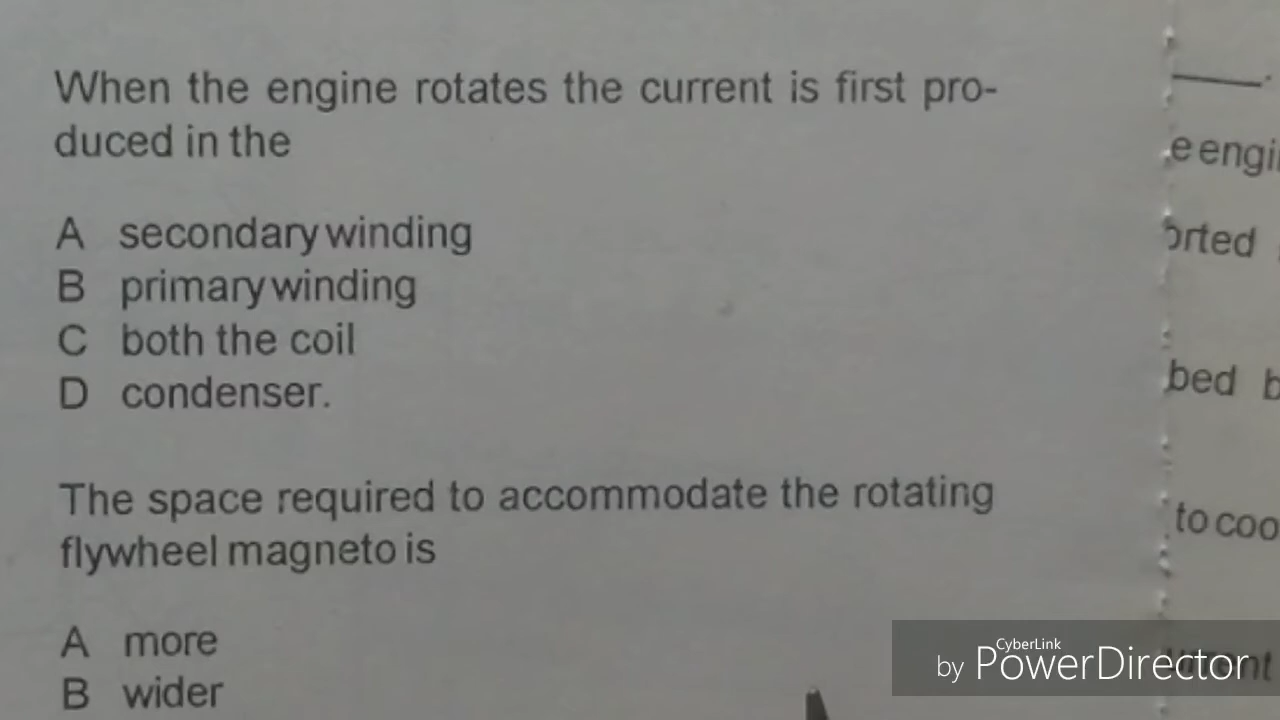 When the engine rotates the current is first pro-
duced in the
A secondary winding
B primary winding
C both the coil
D condenser.
The space required to accommodate the rotating
flywheel magneto is
A more
B wider
e engi
orted
bed b
to coo
CyberLink
by PowerDirector